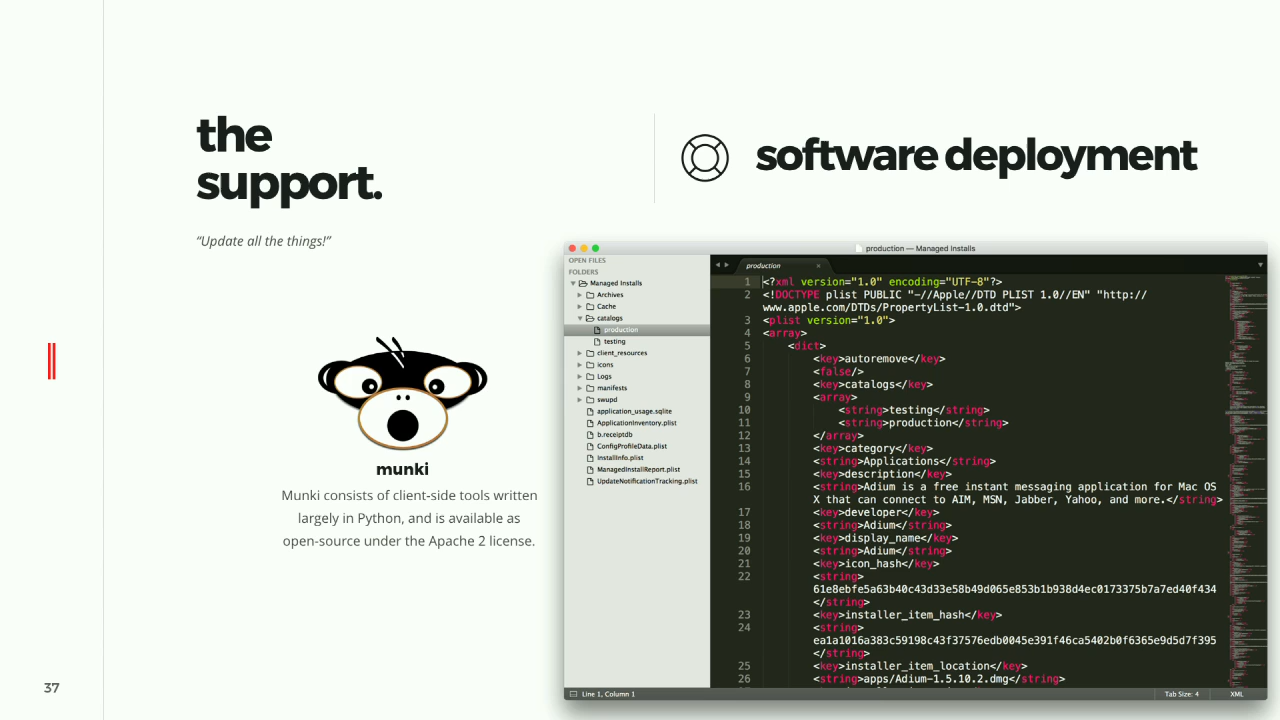 the
support.
software deployment
“Update all the things!”
munki
Munki consists of client-side tools written
largely in Python, and is available as
open-source under the Apache 2 license.
37
production — Managed Installs
OPEN FILES
FOLDERS
Managed Installs
Archives
Cache
catalogs
production
testing
client_resources
icons
Logs
manifests
swupd
application_usage.sqlite
ApplicationInventory.plist
b.receiptdb
ConfigProfileData.plist
InstallInfo.plist
ManagedInstallReport.plist
UpdateNotificationTracking.plist
production
1 <?xml version="1.0" encoding="UTF-8"?>
2 <!DOCTYPE plist PUBLIC "-//Apple//DTD PLIST 1.0//EN" "http://
www.apple.com/DTDs/PropertyList-1.0.dtd">
3 <plist version="1.0">
4 <array>
5 <dict>
6 <key>autoremove</key>
7 <false/>
8 <key>catalogs</key>
9 <array>
10 <string>testing</string>
11 <string>production</string>
12 </array>
13 <key>category</key>
14 <string>Applications</string>
15 <key>description</key>
16 <string>Adium is a free instant messaging application for Mac OS
X that can connect to AIM, MSN, Jabber, Yahoo, and more.</string>
17 <key>developer</key>
18 <string>Adium</string>
19 <key>display_name</key>
20 <string>Adium</string>
21 <key>icon_hash</key>
22 <string>
61e8ebfe5a63b40c43d33e58b49d065e853b1b938d4ec0173375b7a7ed40f434
</string>
23 <key>installer_item_hash</key>
24 <string>
ea1a1016a383c59198c43f37576edb0045e391f46ca5402b0f6365e9d5d7f395
</string>
25 <key>installer_item_location</key>
26 <string>apps/Adium-1.5.10.2.dmg</string>
Line 1, Column 1
Tab Size: 4
XML